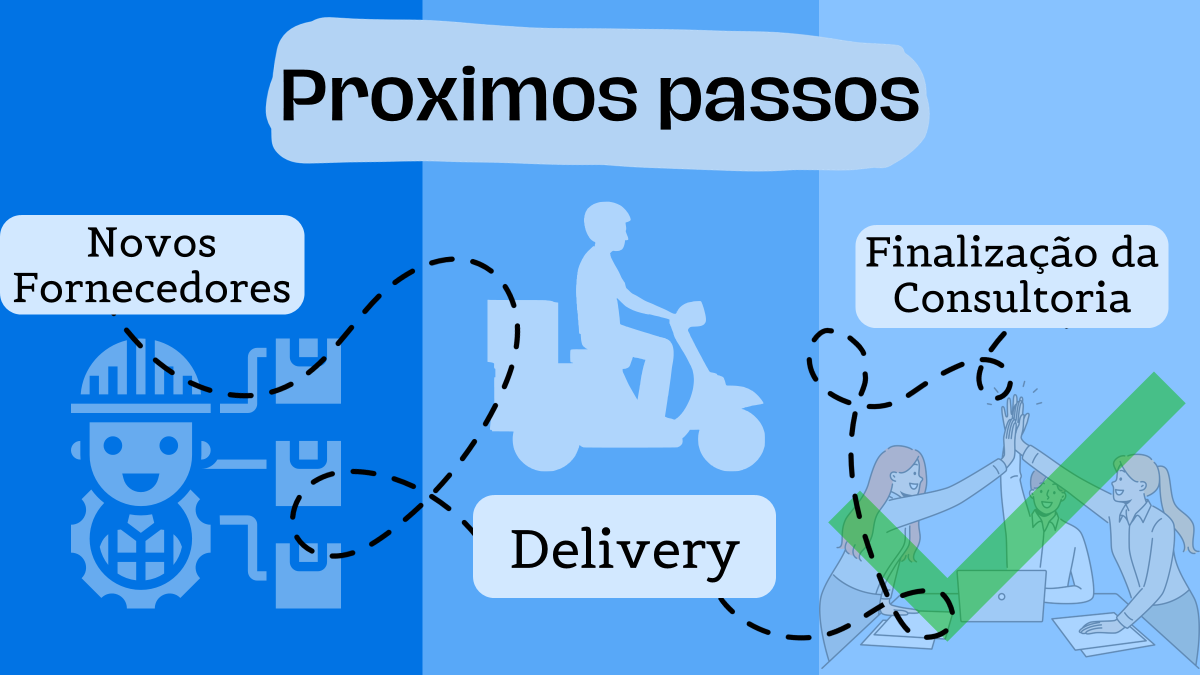 Proximos passos
Novos
Fornecedores
Delivery
Finalização da
Consultoria